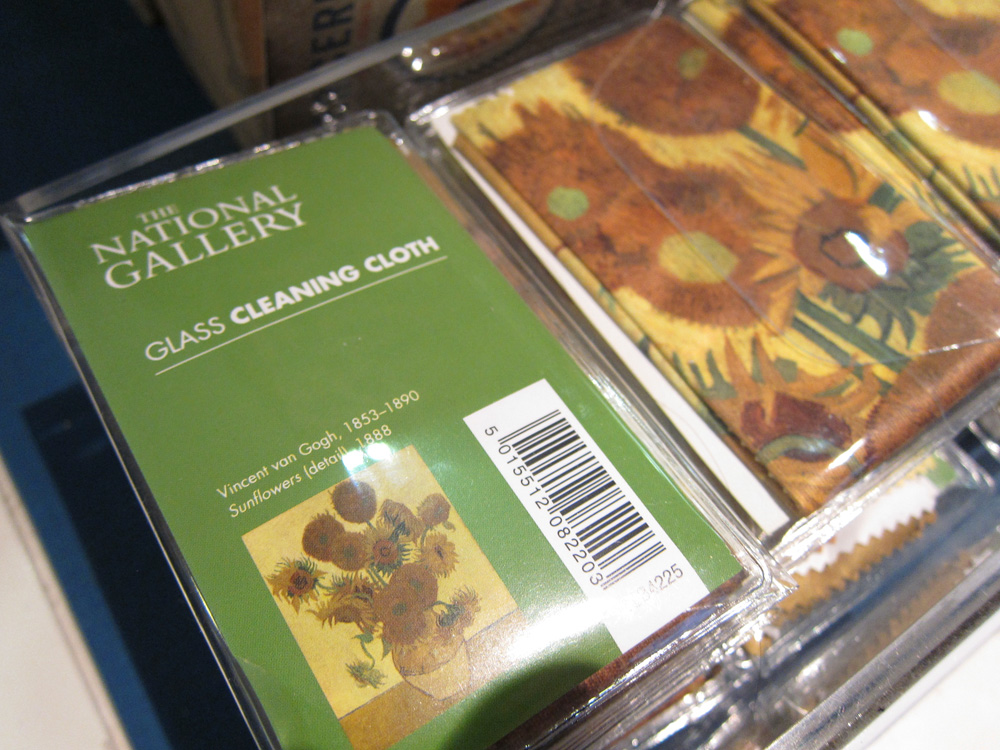 THE
NATIONAL
GALLERY
GLASS CLEANING CLOTH
Vincent van Gogh, 1853–1890
Sunflowers (detail), 1888
5 015512 082203